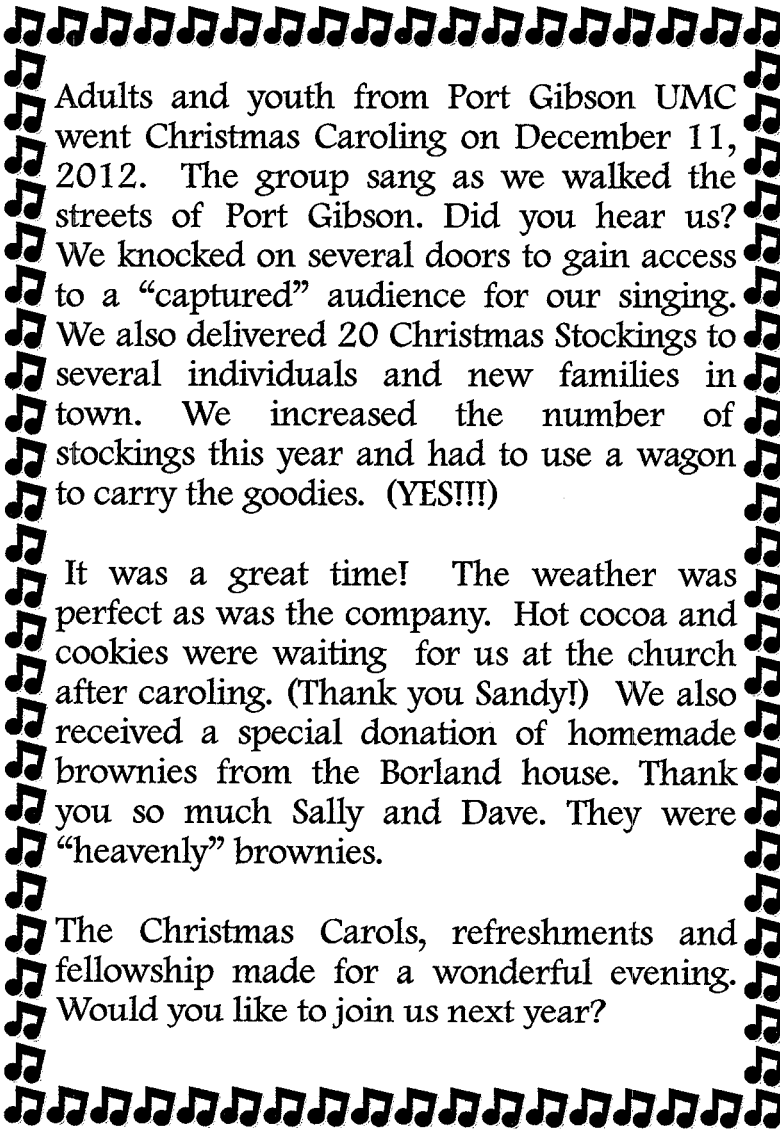 Adults and youth from Port Gibson UMC
went Christmas Caroling on December 11,
2012. The group sang as we walked the
streets of Port Gibson. Did you hear us?
We knocked on several doors to gain access
to a “captured” audience for our singing.
We also delivered 20 Christmas Stockings to
several individuals and new families in
town. We increased the number of
stockings this year and had to use a wagon
to carry the goodies. (YES!!!)
It was a great time! The weather was
perfect as was the company. Hot cocoa and
cookies were waiting for us at the church
after caroling. (Thank you Sandy!) We also
received a special donation of homemade
brownies from the Borland house. Thank
you so much Sally and Dave. They were
“heavenly” brownies.
The Christmas Carols, refreshments and
fellowship made for a wonderful evening.
Would you like to join us next year?